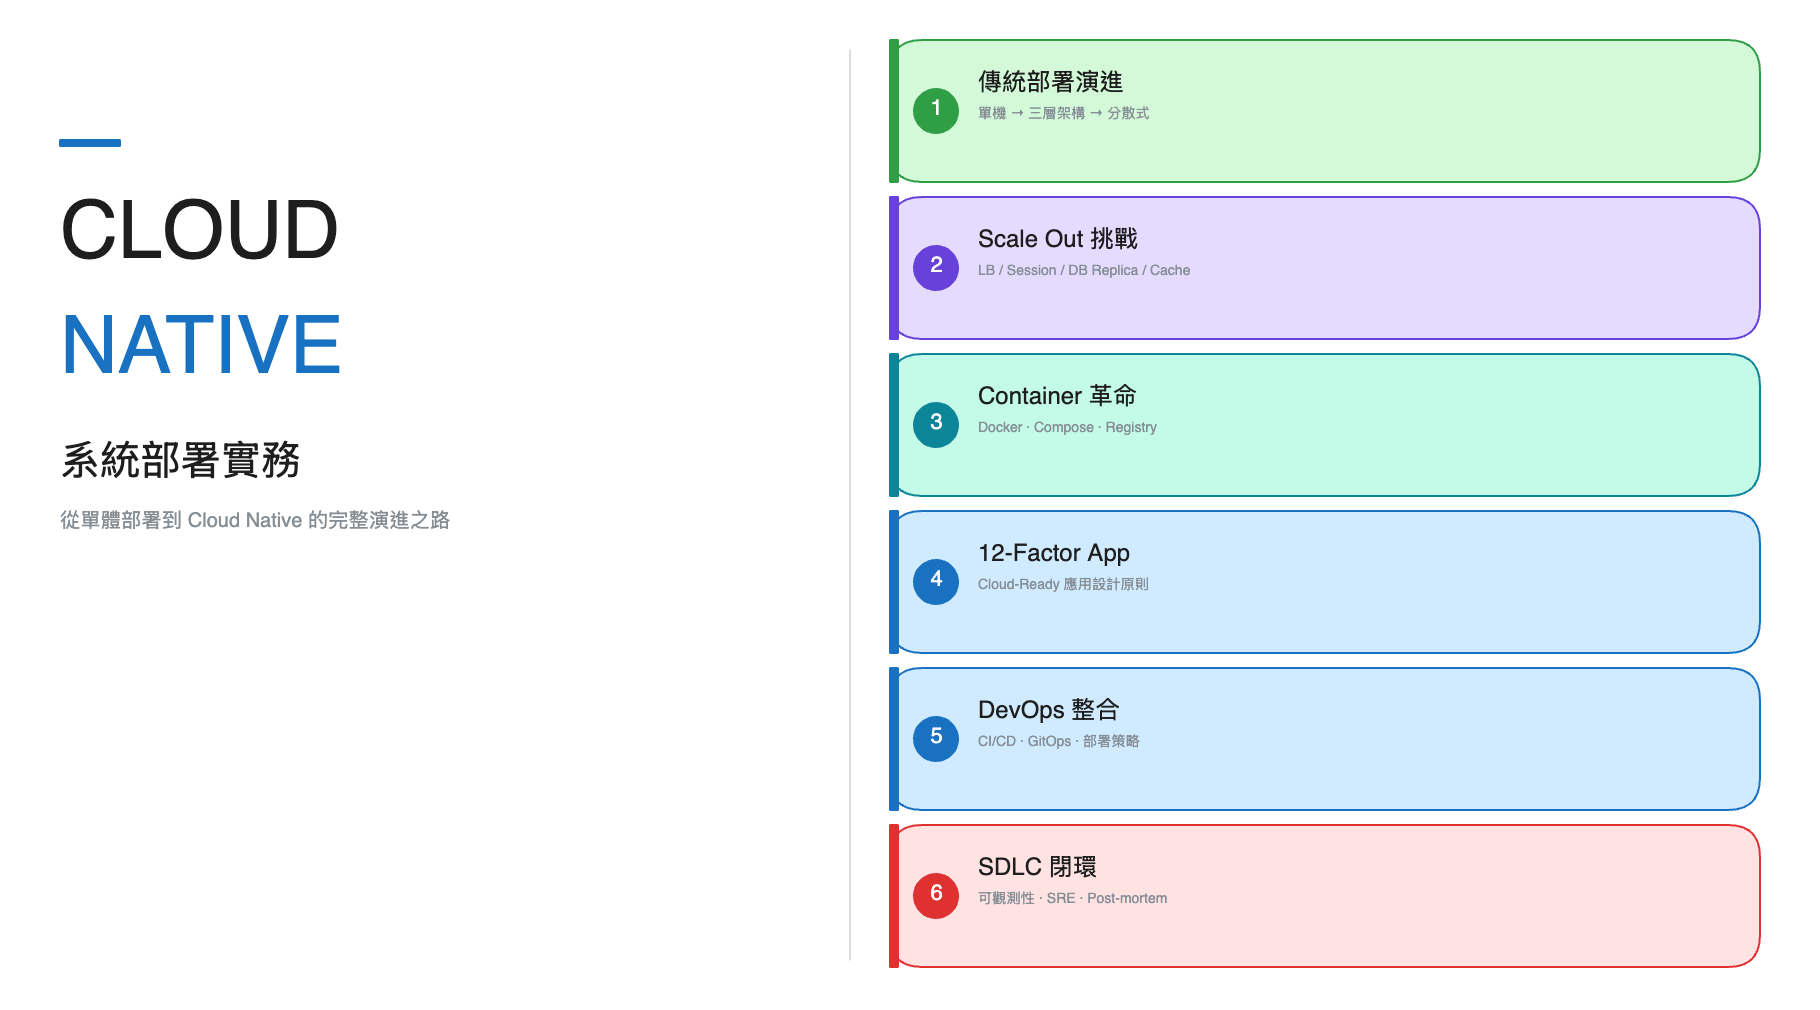 CLOUD
NATIVE
系統部署實務
從單體部署到 Cloud Native 的完整演進之路
1
傳統部署演進
單機 → 三層架構 → 分散式
2
Scale Out 挑戰
LB / Session / DB Replica / Cache
3
Container 革命
Docker · Compose · Registry
4
12-Factor App
Cloud-Ready 應用設計原則
5
DevOps 整合
CI/CD · GitOps · 部署策略
6
SDLC 閉環
可觀測性 · SRE · Post-mortem